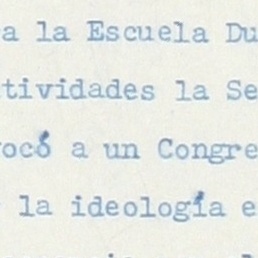 a la Escuela Du
tividades la Se
ocó a un Congre
la ideología e